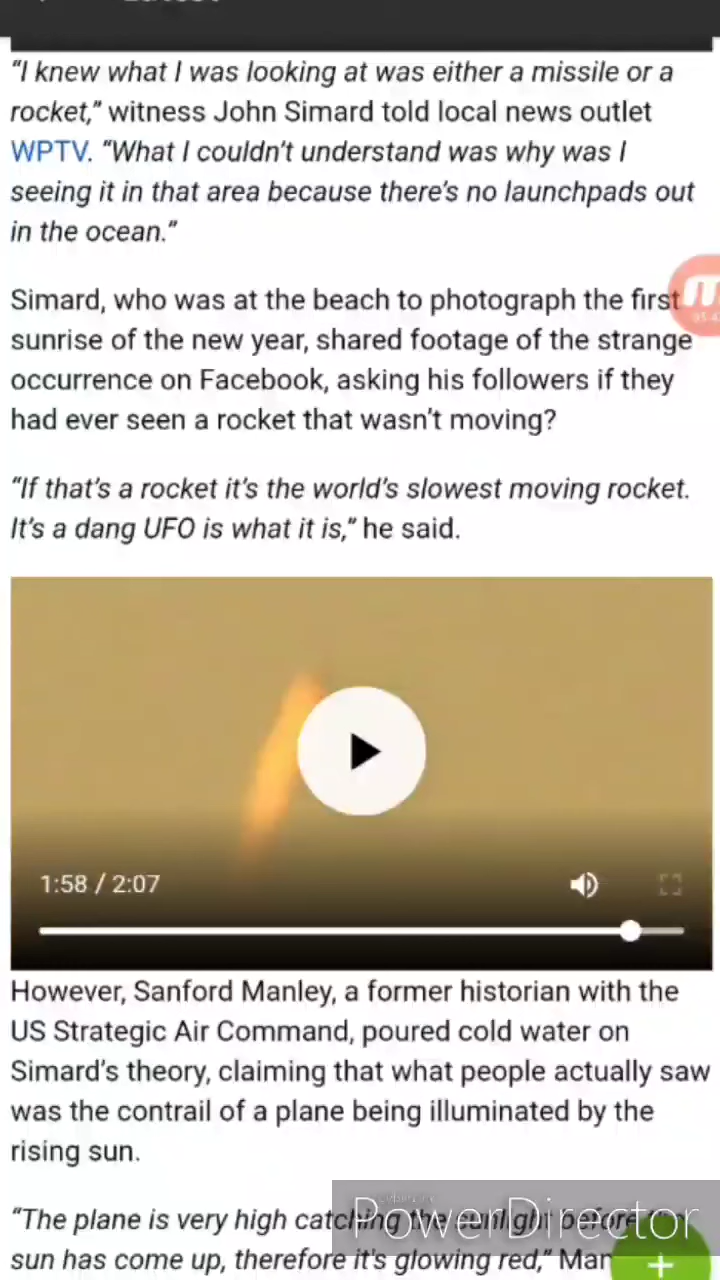 “I knew what I was looking at was either a missile or a
rocket,” witness John Simard told local news outlet
WPTV. “What I couldn’t understand was why was I
seeing it in that area because there’s no launchpads out
in the ocean.”
Simard, who was at the beach to photograph the first
sunrise of the new year, shared footage of the strange
occurrence on Facebook, asking his followers if they
had ever seen a rocket that wasn’t moving?
“If that’s a rocket it’s the world’s slowest moving rocket.
It’s a dang UFO is what it is,” he said.
1:58 / 2:07
However, Sanford Manley, a former historian with the
US Strategic Air Command, poured cold water on
Simard’s theory, claiming that what people actually saw
was the contrail of a plane being illuminated by the
rising sun.
“The plane is very high catching the sunlight before
sun has come up, therefore it's glowing red,” Man
PowerDirector